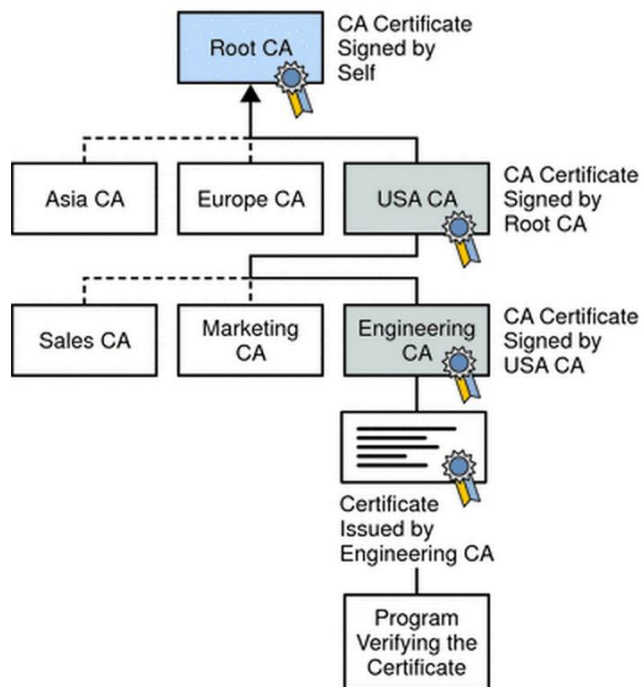 Root CA
CA Certificate
Signed by
Self
Asia CA
Europe CA
USA CA
CA Certificate
Signed by
Root CA
Sales CA
Marketing
CA
Engineering
CA
CA Certificate
Signed by
USA CA
Certificate
Issued by
Engineering CA
Program
Verifying the
Certificate